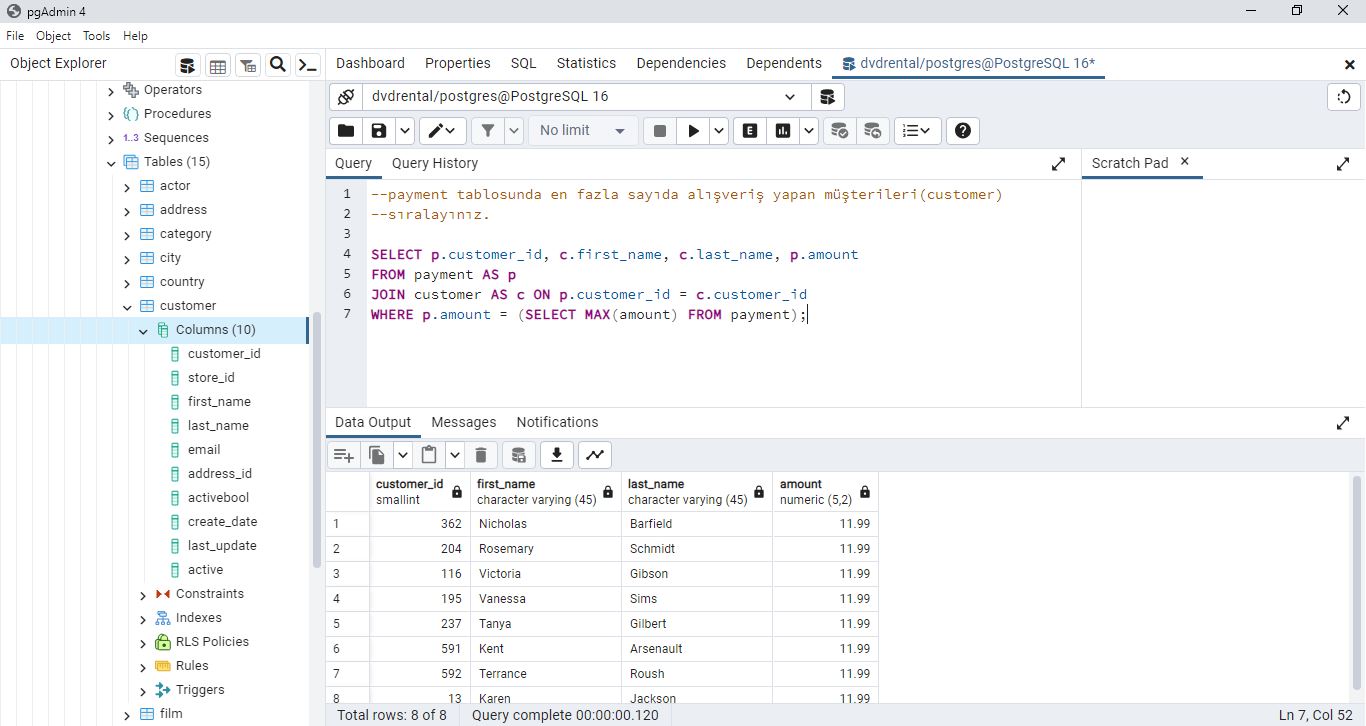 pgAdmin 4
File Object Tools Help
Object Explorer
Operators
Procedures
1..3 Sequences
Tables (15)
actor
address
category
city
country
customer
Columns (10)
customer_id
store_id
first_name
last_name
email
address_id
activebool
create_date
last_update
active
Constraints
Indexes
RLS Policies
Rules
Triggers
film
Dashboard Properties SQL Statistics Dependencies Dependents dvdrental/postgres@PostgreSQL 16*
dvdrental/postgres@PostgreSQL 16
No limit
E
Query Query History
Scratch Pad
1 --payment tablosunda en fazla sayıda alışveriş yapan müşterileri(customer)
2 --sıralayınız.
3
4 SELECT p.customer_id, c.first_name, c.last_name, p.amount
5 FROM payment AS p
6 JOIN customer AS c ON p.customer_id = c.customer_id
7 WHERE p.amount = (SELECT MAX(amount) FROM payment);
Data Output Messages Notifications
customer_id first_name last_name amount
smallint character varying (45) character varying (45) numeric (5,2)
1 362 Nicholas Barfield 11.99
2 204 Rosemary Schmidt 11.99
3 116 Victoria Gibson 11.99
4 195 Vanessa Sims 11.99
5 237 Tanya Gilbert 11.99
6 591 Kent Arsenault 11.99
7 592 Terrance Roush 11.99
8 13 Karen Jackson 11.99
Total rows: 8 of 8 Query complete 00:00:00.120 Ln 7, Col 52